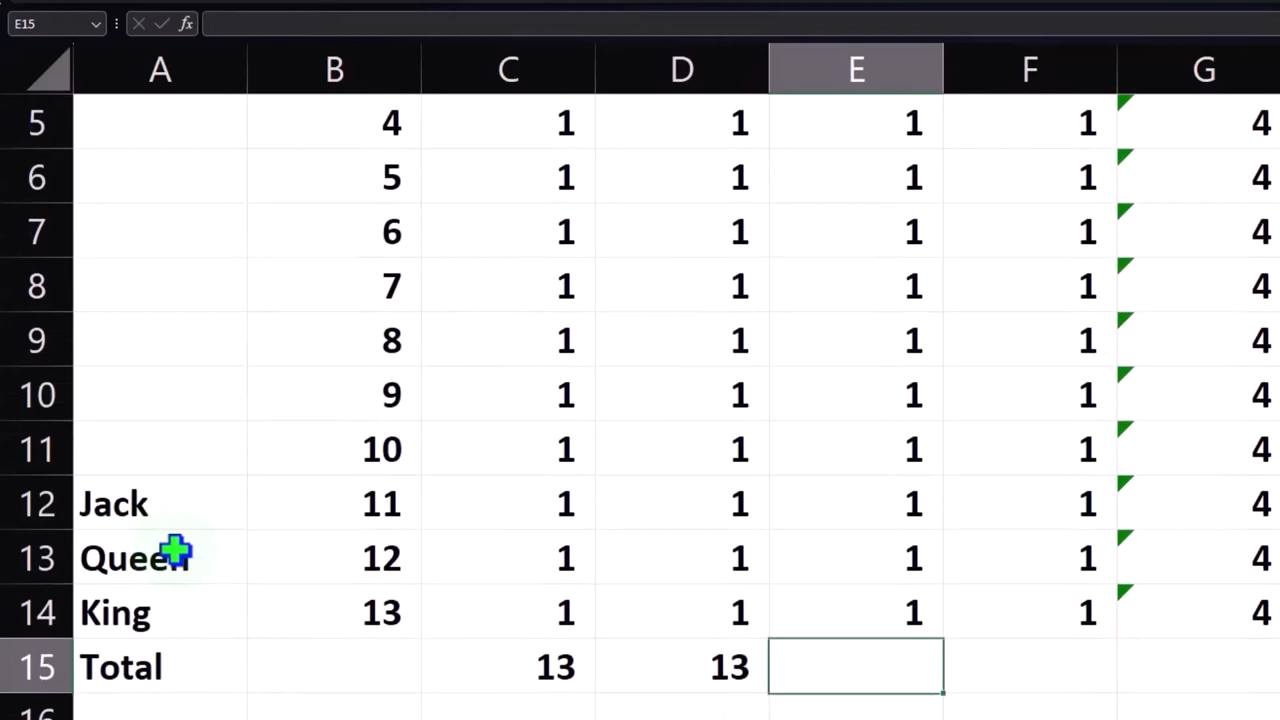 E15 fx
A B C D E F G
5 4 1 1 1 1 4
6 5 1 1 1 1 4
7 6 1 1 1 1 4
8 7 1 1 1 1 4
9 8 1 1 1 1 4
10 9 1 1 1 1 4
11 10 1 1 1 1 4
12 Jack 11 1 1 1 1 4
13 Queen 12 1 1 1 1 4
14 King 13 1 1 1 1 4
15 Total 13 13
16